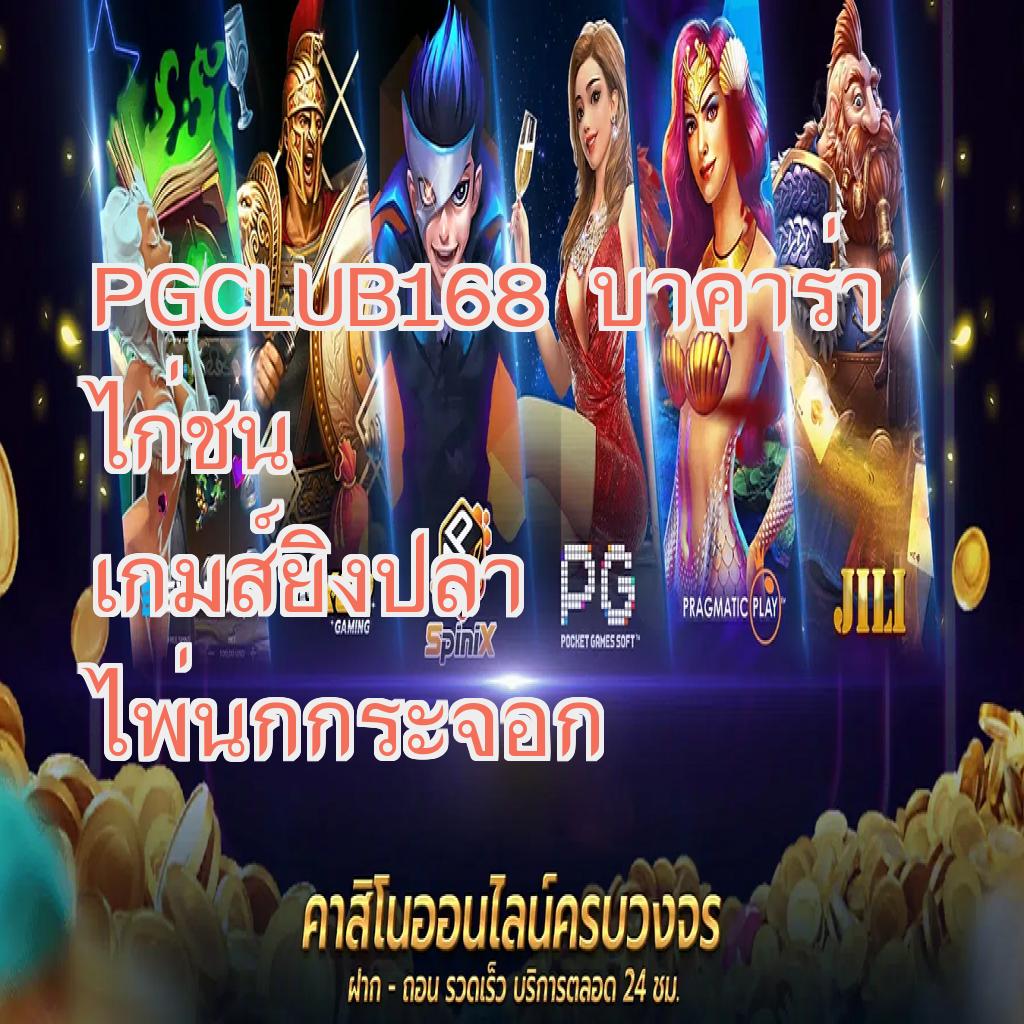 PGCLUB168 บาคาร่า
ไก่ชน
เกมส์ยิงปลา
ไพ่นกกระจอก
GAMING
SpiniX
PG
POCKET GAMES SOFT™
PRAGMATIC PLAY™
JILI
คาสิโนออนไลน์ครบวงจร
ฝาก - ถอน รวดเร็ว บริการตลอด 24 ชม.